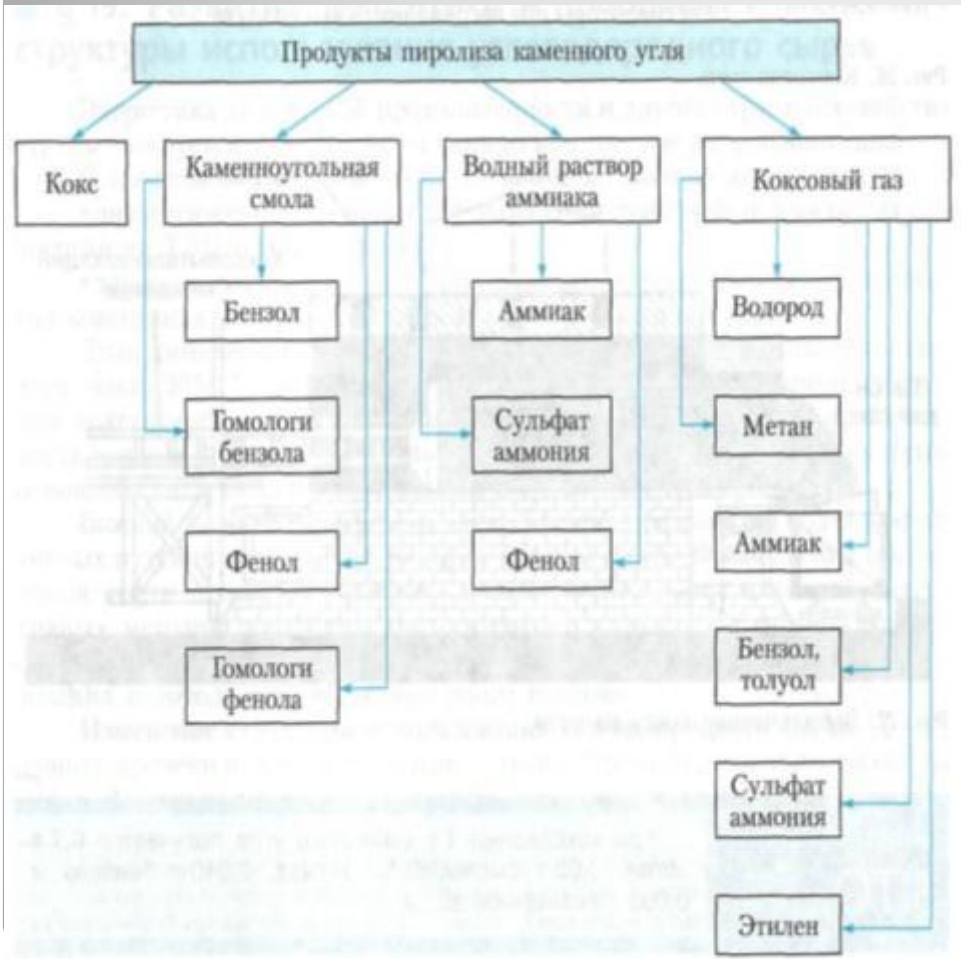 Продукты пиролиза каменного угля
Кокс
Каменноугольная
смола
Водный раствор
аммиака
Коксовый газ
Бензол
Аммиак
Водород
Гомологи
бензола
Сульфат
аммония
Метан
Фенол
Фенол
Аммиак
Гомологи
фенола
Бензол,
толуол
Сульфат
аммония
Этилен